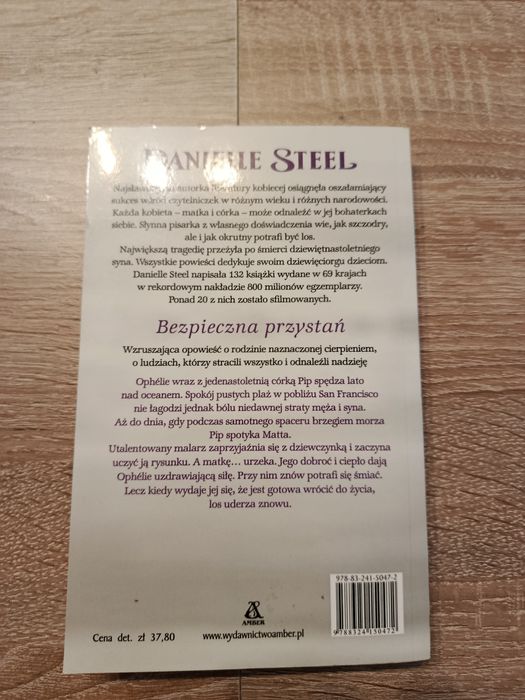 DANIELLE STEEL
Najsławniejsza autorka literatury kobiecej osiągnęła oszałamiający
sukces wśród czytelniczek w różnym wieku i różnych narodowości.
Każda kobieta – matka i córka – może odnaleźć w jej bohaterkach
siebie. Słynna pisarka z własnego doświadczenia wie, jak szczodry,
ale i jak okrutny potrafi być los.
Największą tragedię przeżyła po śmierci dziewiętnastoletniego
syna. Wszystkie powieści dedykuje swoim dziewięciorgu dzieciom.
Danielle Steel napisała 132 książki wydane w 69 krajach
w rekordowym nakładzie 800 milionów egzemplarzy.
Ponad 20 z nich zostało sfilmowanych.
Bezpieczna przystań
Wzruszająca opowieść o rodzinie naznaczonej cierpieniem,
o ludziach, którzy stracili wszystko i odnaleźli nadzieję
Ophélie wraz z jedenastoletnią córką Pip spędza lato
nad oceanem. Spokój pustych plaż w pobliżu San Francisco
nie łagodzi jednak bólu niedawnej straty męża i syna.
Aż do dnia, gdy podczas samotnego spaceru brzegiem morza
Pip spotyka Matta.
Utalentowany malarz zaprzyjaźnia się z dziewczynką i zaczyna
uczyć ją rysunku. A matkę... urzeka. Jego dobroć i ciepło dają
Ophélie uzdrawiającą siłę. Przy nim znów potrafi się śmiać.
Lecz kiedy wydaje jej się, że jest gotowa wrócić do życia,
los uderza znowu.
978-83-241-5047-2
9788324150472
AMBER
Cena det. zł 37,80
www.wydawnictwoamber.pl